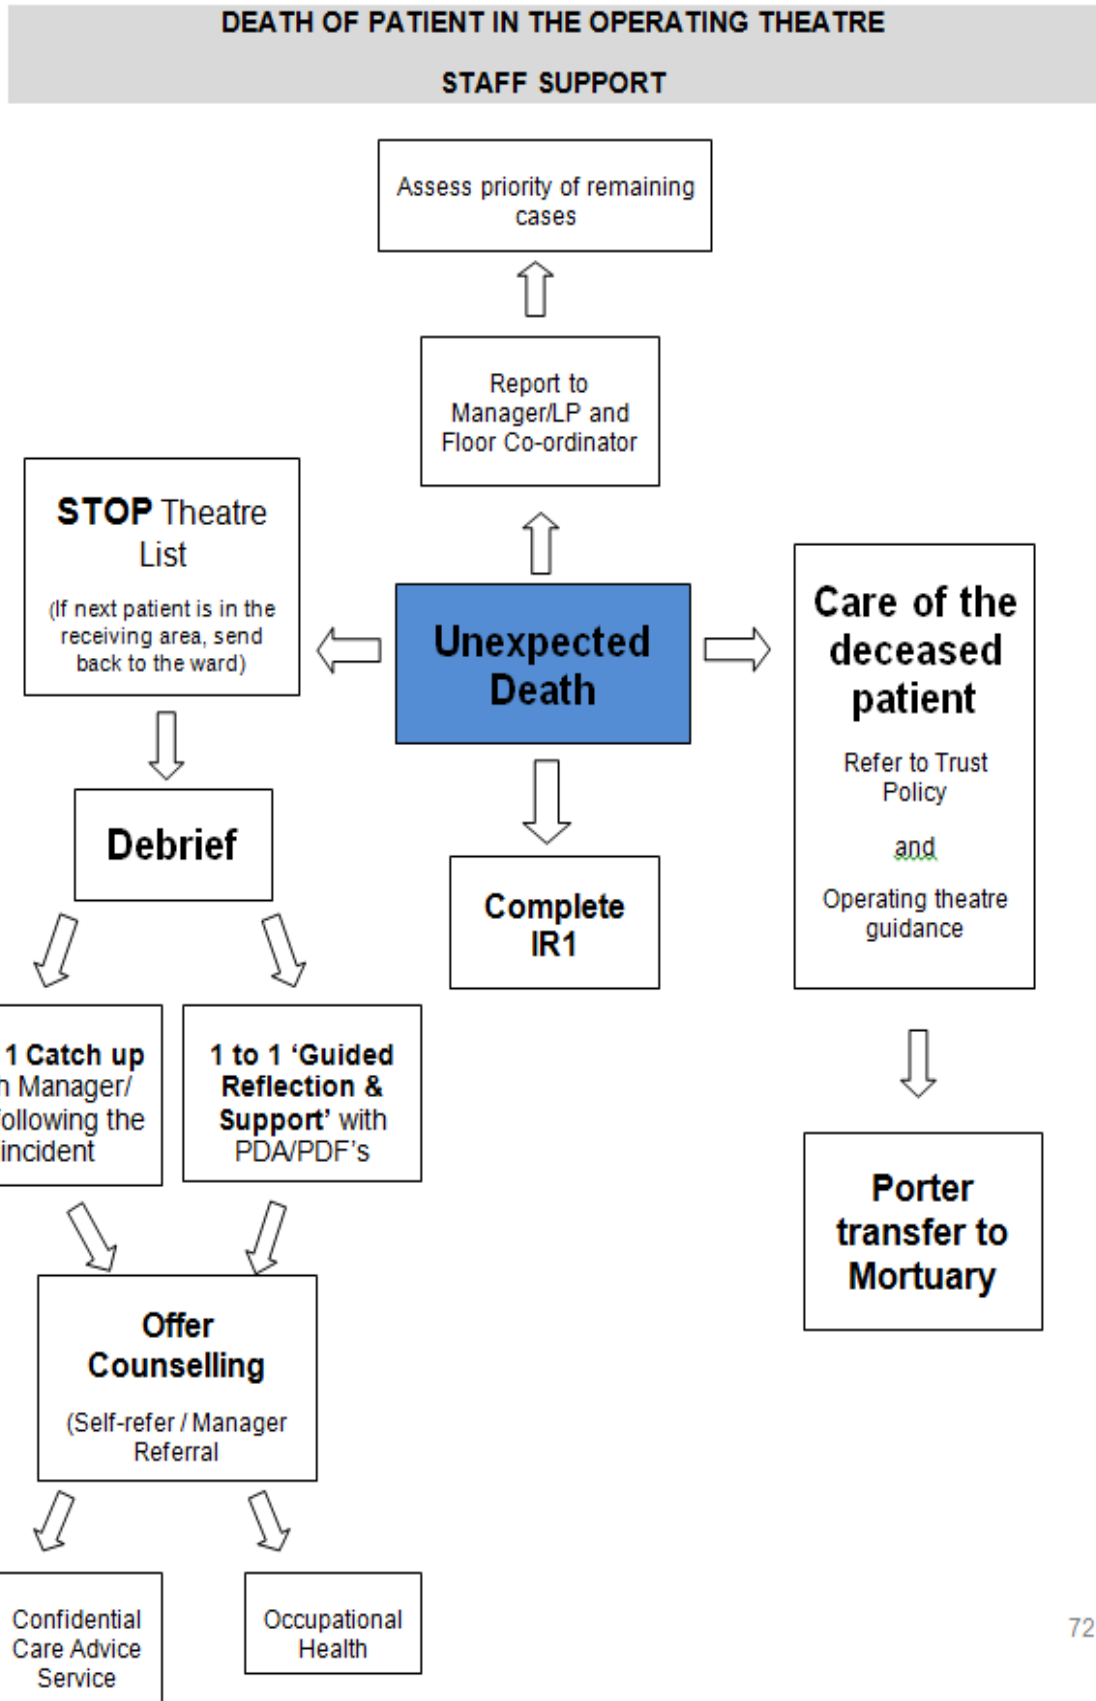 DEATH OF PATIENT IN THE OPERATING THEATRE
STAFF SUPPORT
Assess priority of remaining
cases
Report to
Manager/LP and
Floor Co-ordinator
STOP Theatre
List
(If next patient is in the
receiving area, send
back to the ward)
Unexpected
Death
Care of the
deceased
patient
Refer to Trust
Policy
and
Operating theatre
guidance
Debrief
Complete
IR1
1 Catch up
Manager/
following the
incident
1 to 1 ‘Guided
Reflection &
Support’ with
PDA/PDF’s
Porter
transfer to
Mortuary
Offer
Counselling
(Self-refer / Manager
Referral
Confidential
Care Advice
Service
Occupational
Health
72